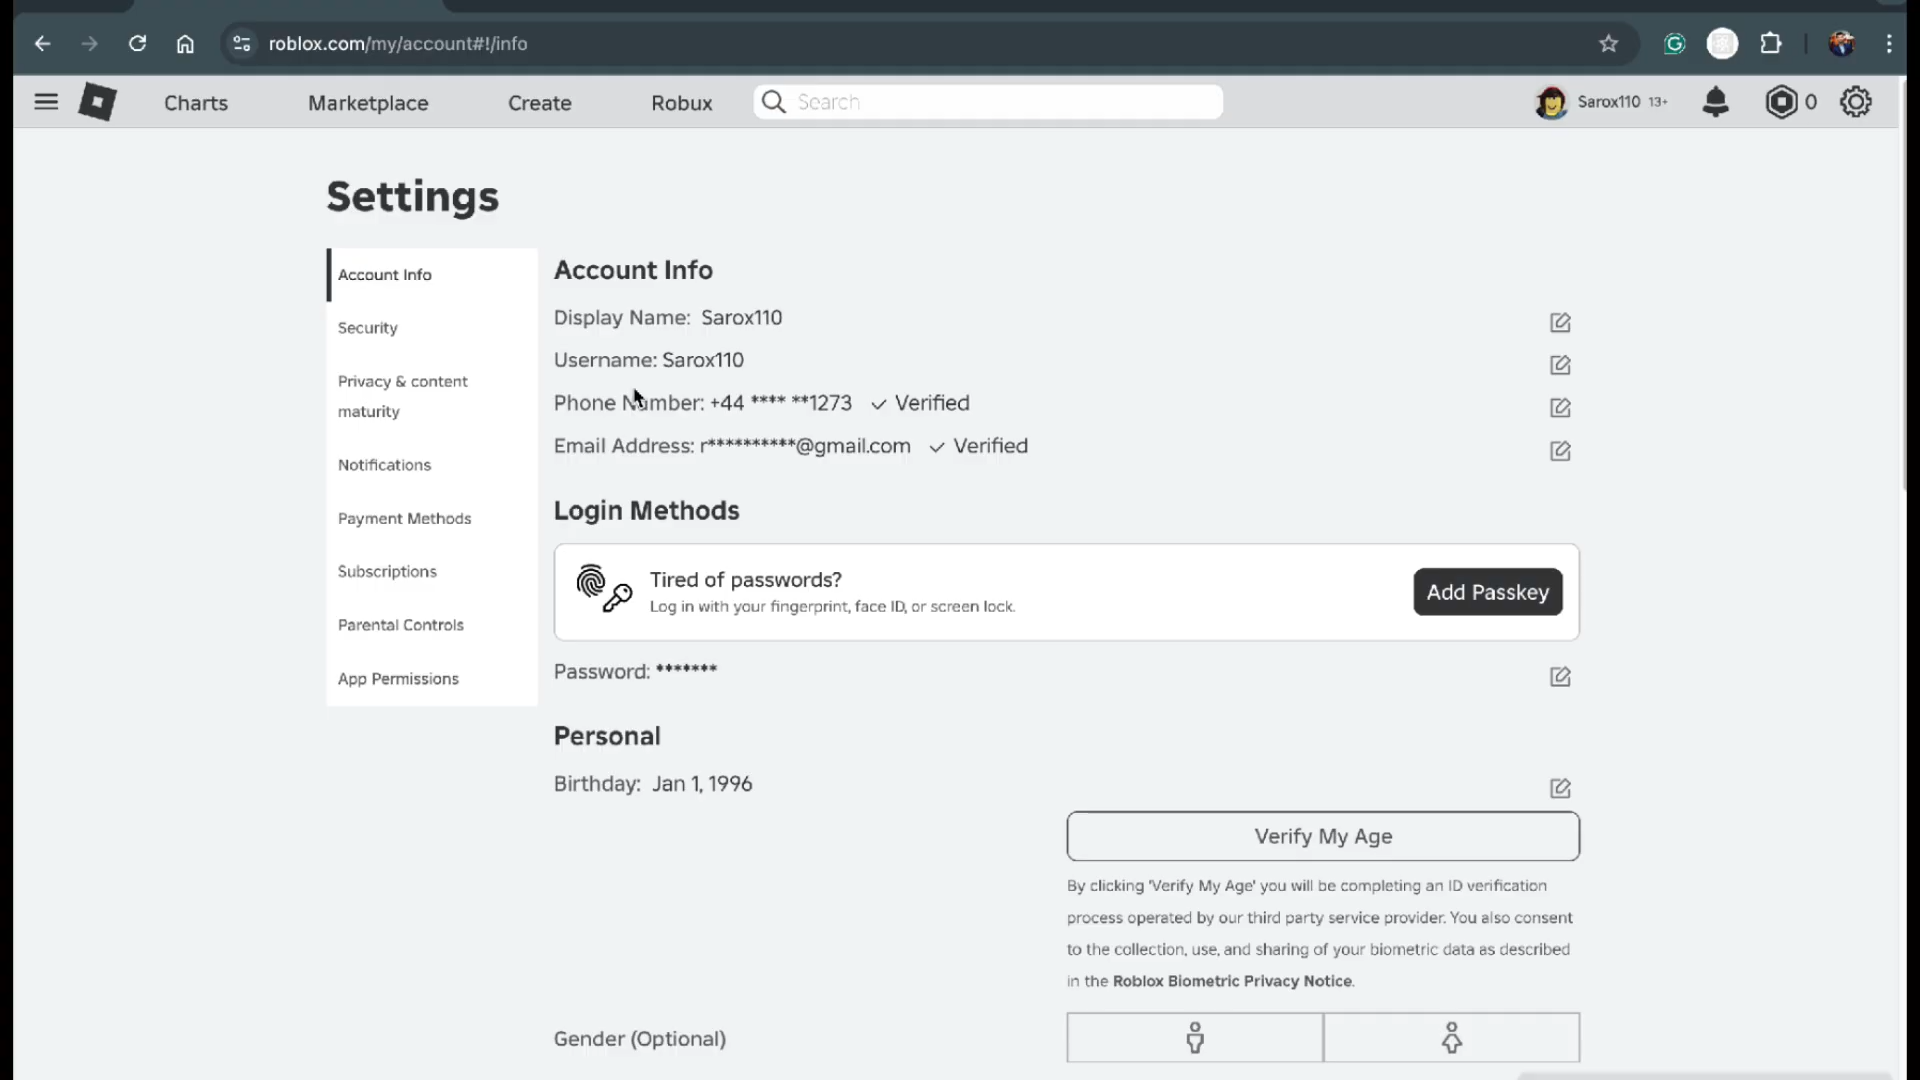 roblox.com/my/account#!/info
Charts Marketplace Create Robux Search Sarox110 13+ 0
Settings
Account Info
Security
Privacy & content
maturity
Notifications
Payment Methods
Subscriptions
Parental Controls
App Permissions
Account Info
Display Name: Sarox110
Username: Sarox110
Phone Number: +44 **** **1273 ✓ Verified
Email Address: r**********@gmail.com ✓ Verified
Login Methods
Tired of passwords?
Log in with your fingerprint, face ID, or screen lock.
Add Passkey
Password: *******
Personal
Birthday: Jan 1, 1996
Verify My Age
By clicking 'Verify My Age' you will be completing an ID verification
process operated by our third party service provider. You also consent
to the collection, use, and sharing of your biometric data as described
in the Roblox Biometric Privacy Notice.
Gender (Optional)